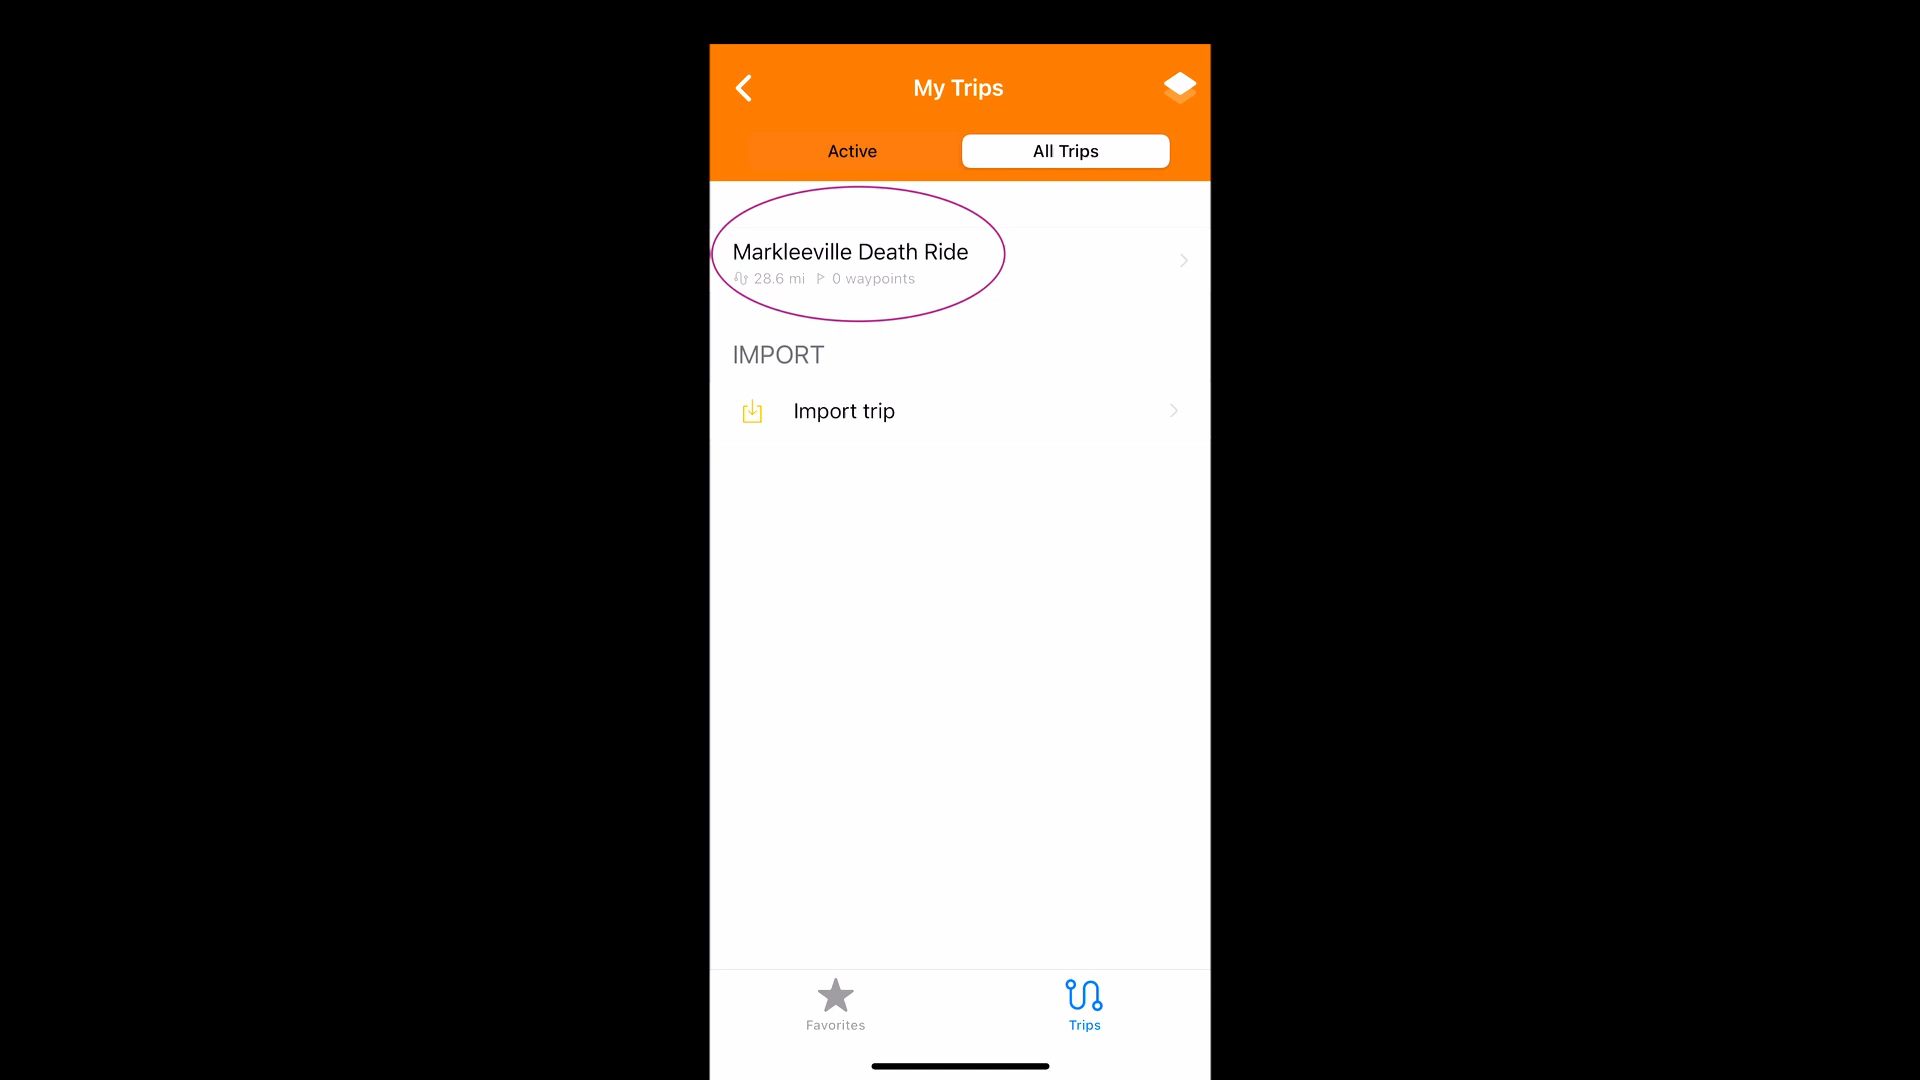 My Trips
Active
All Trips
Markleeville Death Ride
28.6 mi 0 waypoints
IMPORT
Import trip
Favorites
Trips